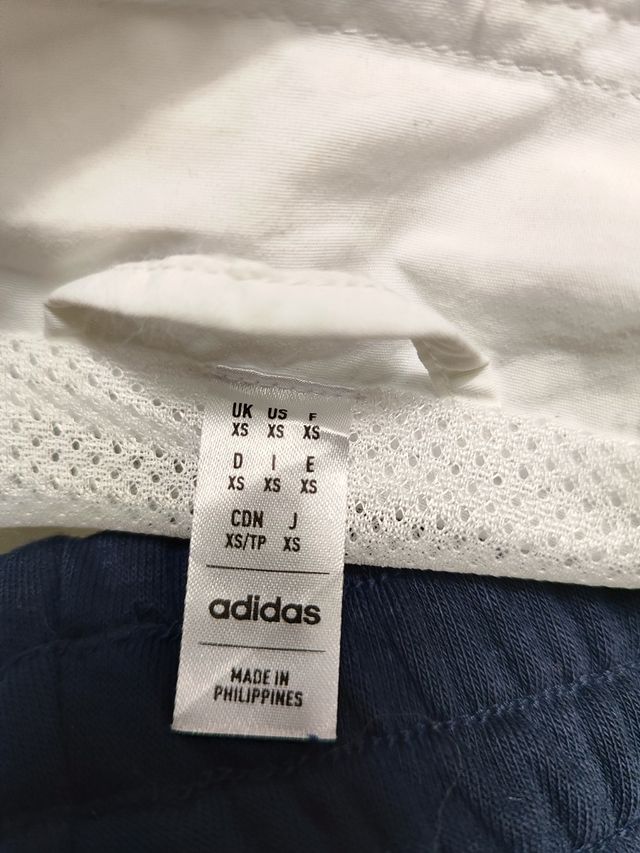 UK US F
XS XS XS
D I E
XS XS XS
CDN J
XS/TP XS
adidas
MADE IN
PHILIPPINES